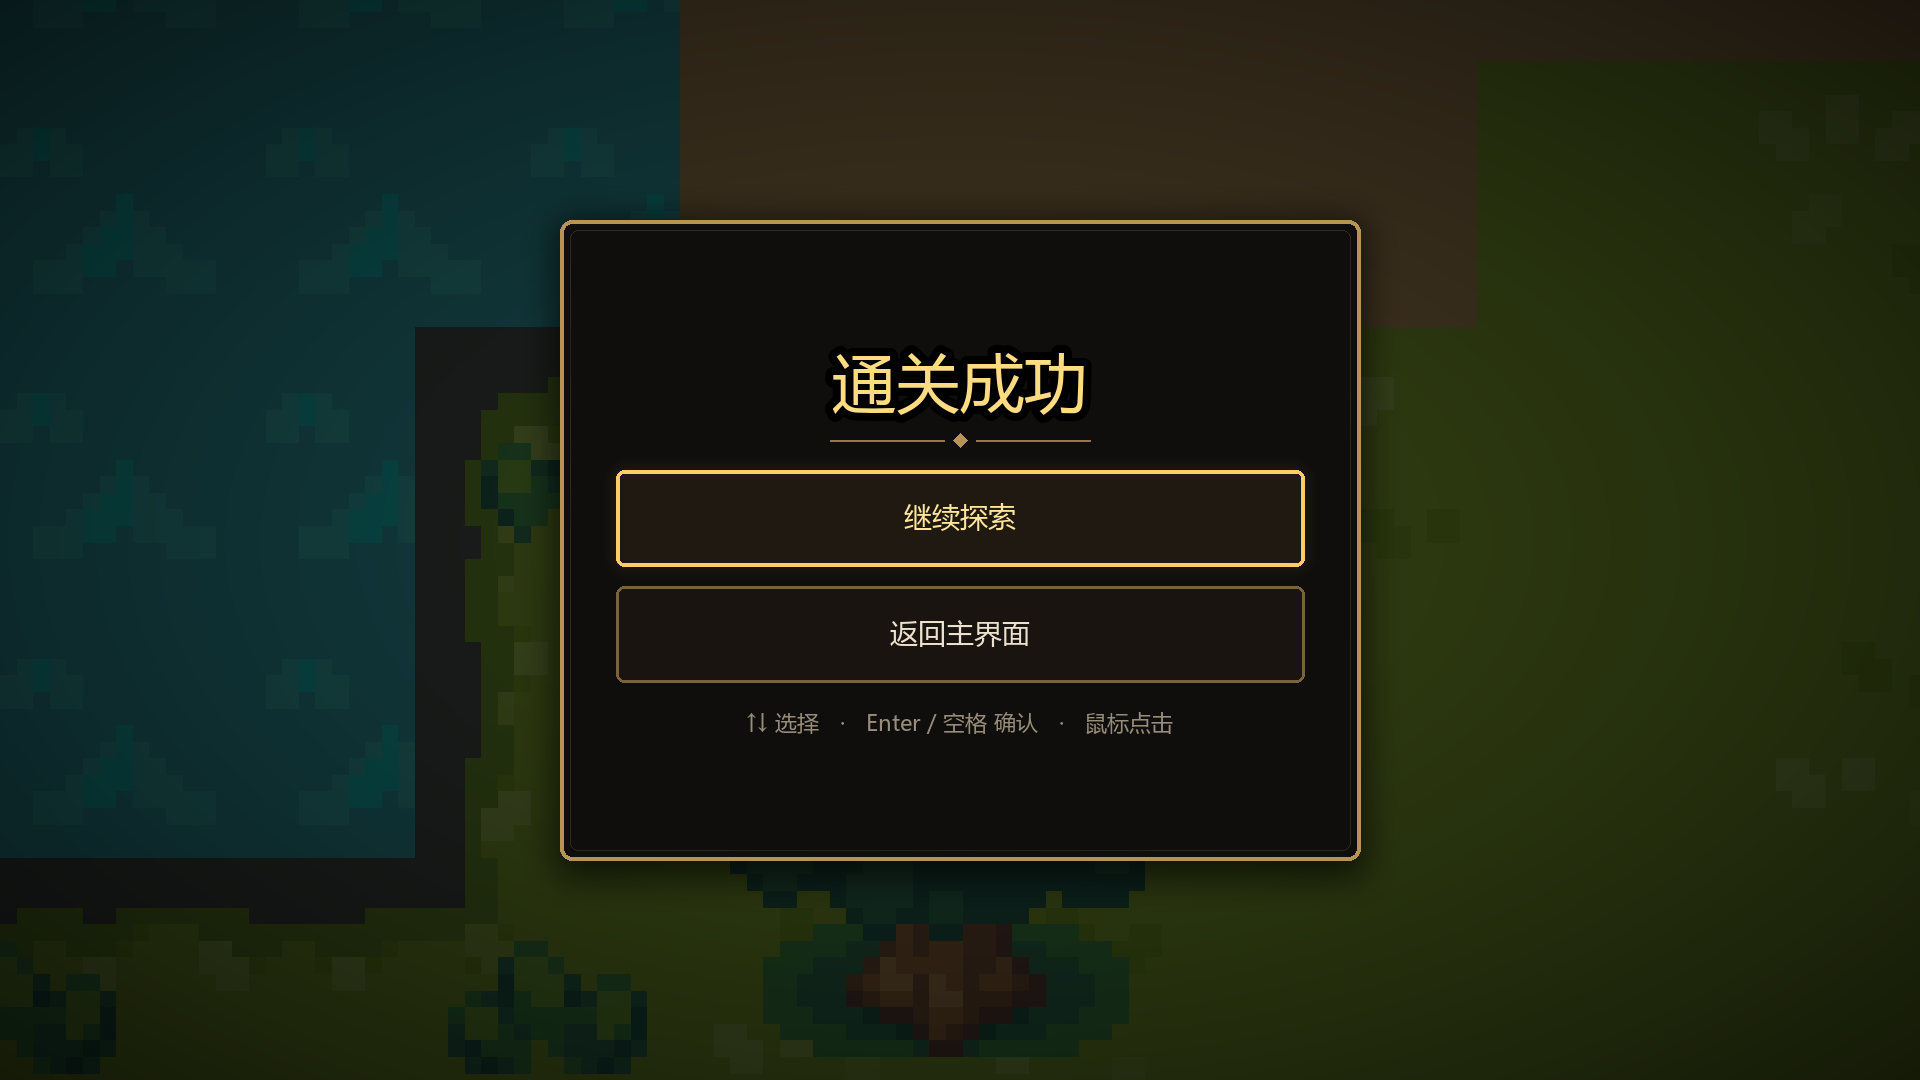 通关成功
继续探索
返回主界面
↑↓ 选择 · Enter / 空格 确认 · 鼠标点击